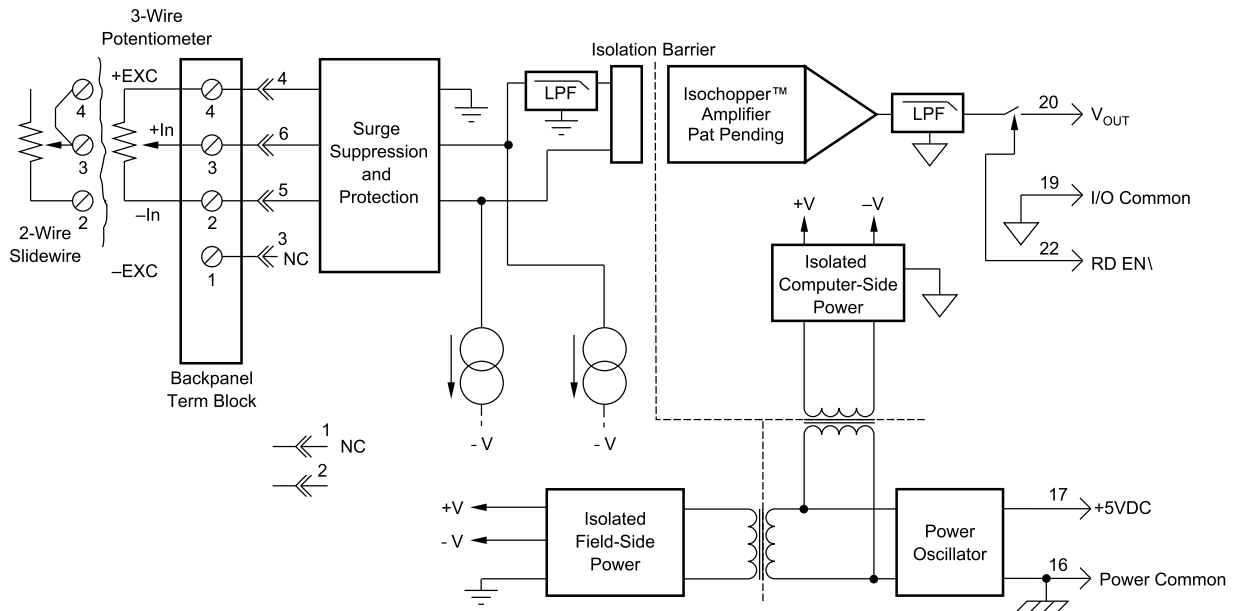 3-Wire
Potentiometer
+EXC
+In
–In
–EXC
4
3
2
2-Wire
Slidewire
4
3
2
1
Backpanel
Term Block
4
6
5
3
NC
1
NC
2
Surge
Suppression
and
Protection
- V
- V
LPF
Isolation Barrier
Isochopper™
Amplifier
Pat Pending
LPF
20
V OUT
19
I/O Common
22
RD EN\
+V
–V
Isolated
Computer-Side
Power
+V
- V
Isolated
Field-Side
Power
Power
Oscillator
17
+5VDC
16
Power Common